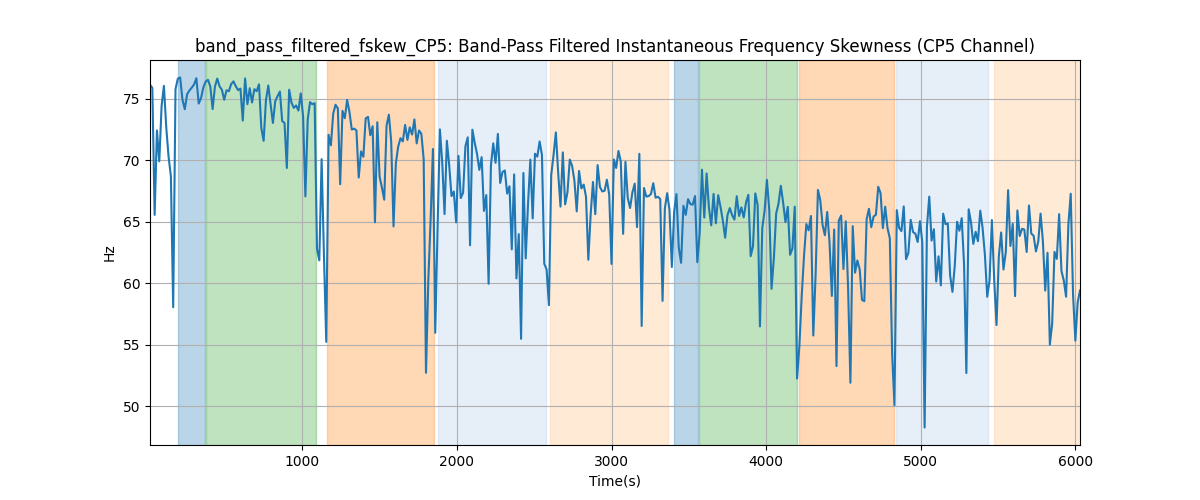 band_pass_filtered_fskew_CP5: Band-Pass Filtered Instantaneous Frequency Skewness (CP5 Channel)
75
70
65
60
55
50
Hz
1000 2000 3000 4000 5000 6000
Time(s)